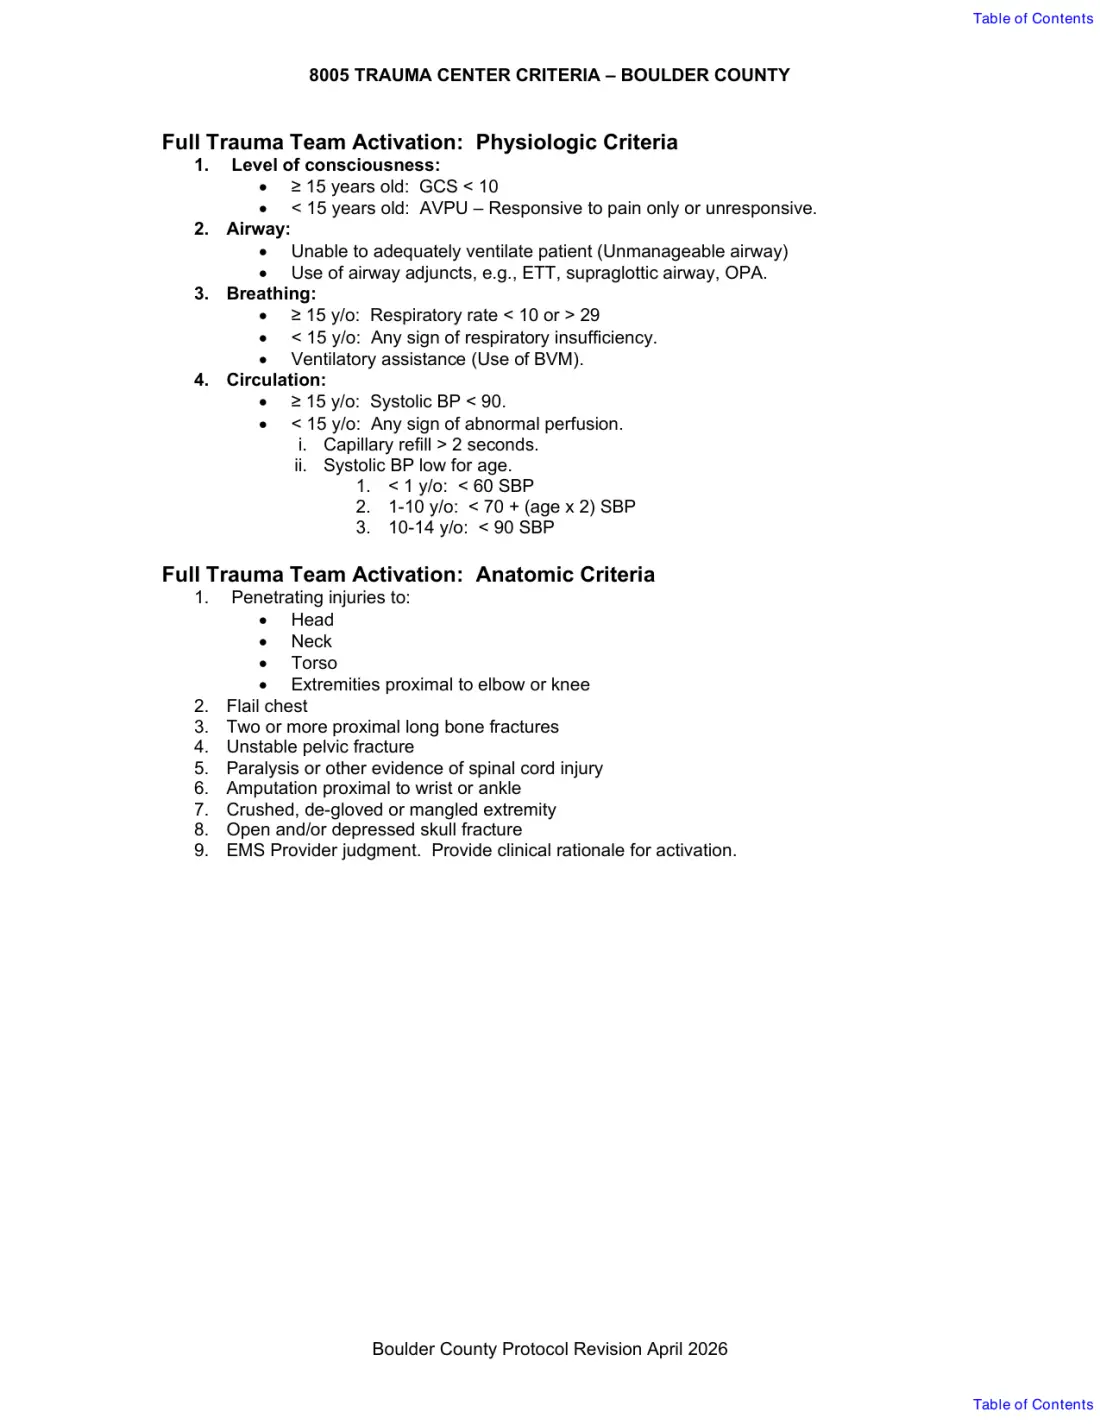 Table of Contents
8005 TRAUMA CENTER CRITERIA – BOULDER COUNTY
Full Trauma Team Activation:  Physiologic Criteria
1. Level of consciousness:
• ≥ 15 years old:  GCS < 10
• < 15 years old:  AVPU – Responsive to pain only or unresponsive.
2. Airway:
• Unable to adequately ventilate patient (Unmanageable airway)
• Use of airway adjuncts, e.g., ETT, supraglottic airway, OPA.
3. Breathing:
• ≥ 15 y/o:  Respiratory rate < 10 or > 29
• < 15 y/o:  Any sign of respiratory insufficiency.
• Ventilatory assistance (Use of BVM).
4. Circulation:
• ≥ 15 y/o:  Systolic BP < 90.
• < 15 y/o:  Any sign of abnormal perfusion.
i. Capillary refill > 2 seconds.
ii. Systolic BP low for age.
1. < 1 y/o:  < 60 SBP
2. 1-10 y/o:  < 70 + (age x 2) SBP
3. 10-14 y/o:  < 90 SBP
Full Trauma Team Activation:  Anatomic Criteria
1. Penetrating injuries to:
• Head
• Neck
• Torso
• Extremities proximal to elbow or knee
2. Flail chest
3. Two or more proximal long bone fractures
4. Unstable pelvic fracture
5. Paralysis or other evidence of spinal cord injury
6. Amputation proximal to wrist or ankle
7. Crushed, de-gloved or mangled extremity
8. Open and/or depressed skull fracture
9. EMS Provider judgment.  Provide clinical rationale for activation.
Boulder County Protocol Revision April 2026
Table of Contents